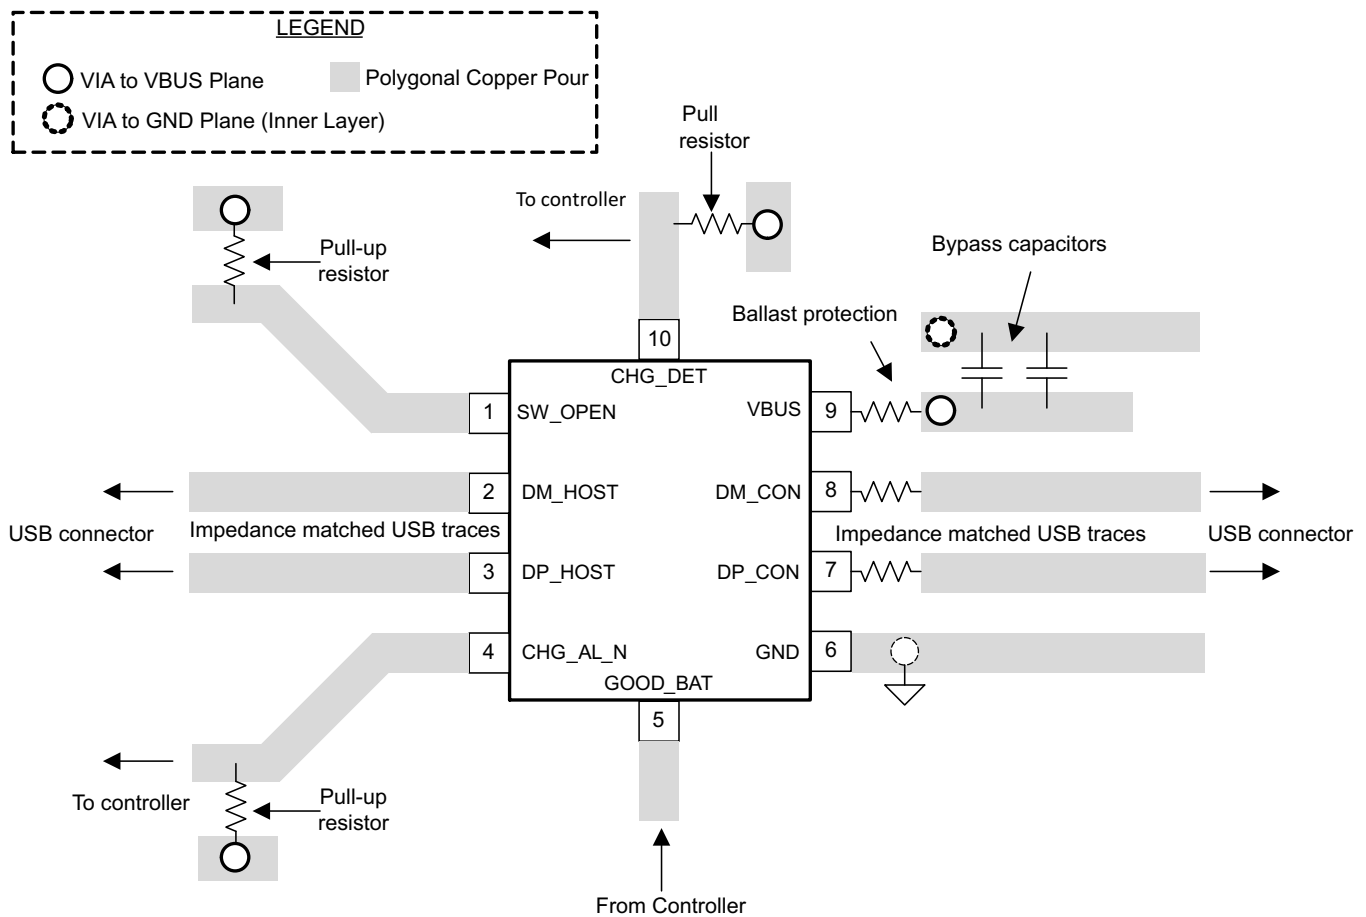 LEGEND
VIA to VBUS Plane
Polygonal Copper Pour
VIA to GND Plane (Inner Layer)
Pull
resistor
To controller
Pull-up
resistor
Bypass capacitors
Ballast protection
10
CHG_DET
1
SW_OPEN
VBUS
9
2
DM_HOST
DM_CON
8
USB connector
Impedance matched USB traces
Impedance matched USB traces
USB connector
3
DP_HOST
DP_CON
7
4
CHG_AL_N
GND
6
GOOD_BAT
5
To controller
Pull-up
resistor
From Controller